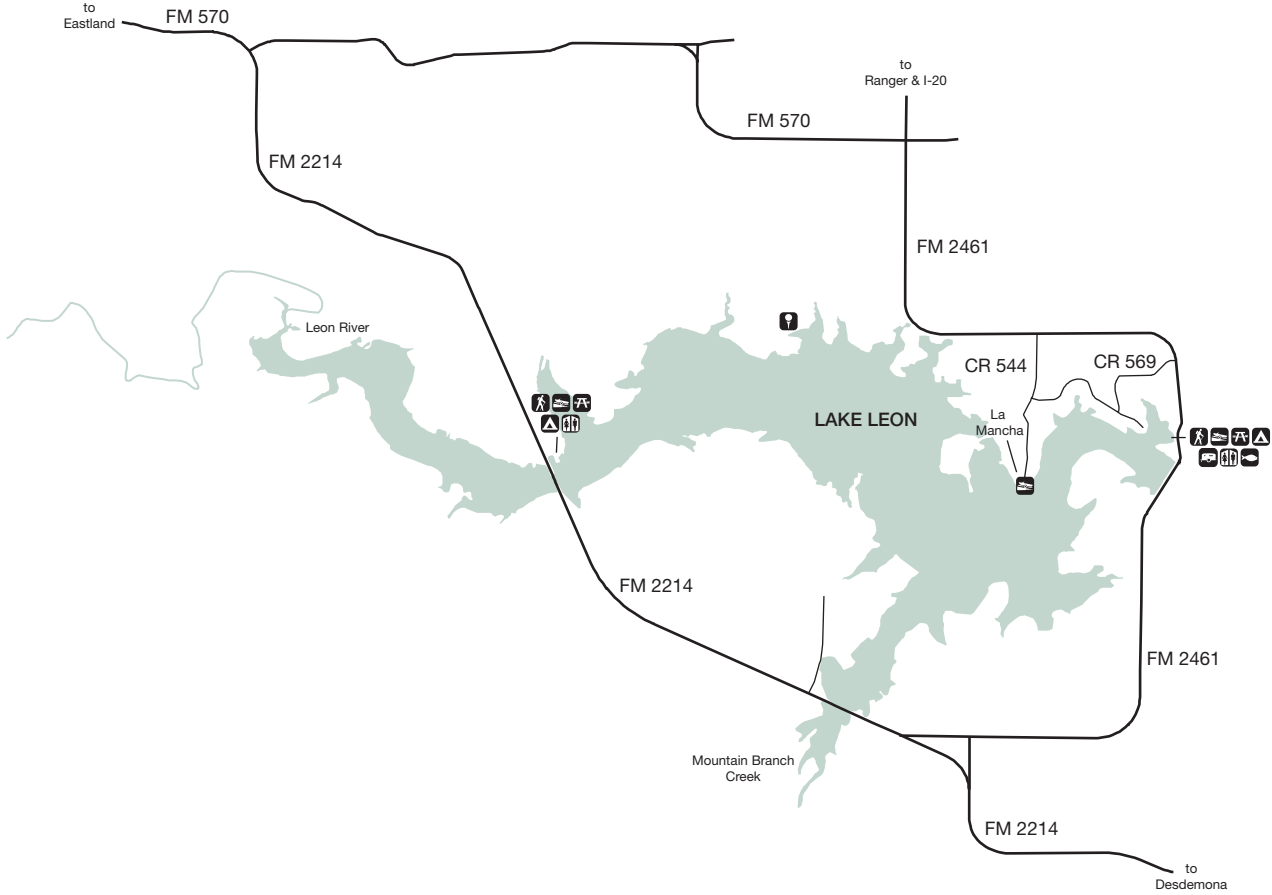 to
Eastland
FM 570
to
Ranger & I-20
FM 570
FM 2214
FM 2461
Leon River
CR 544
CR 569
LAKE LEON
La
Mancha
FM 2214
FM 2461
Mountain Branch
Creek
FM 2214
to
Desdemona